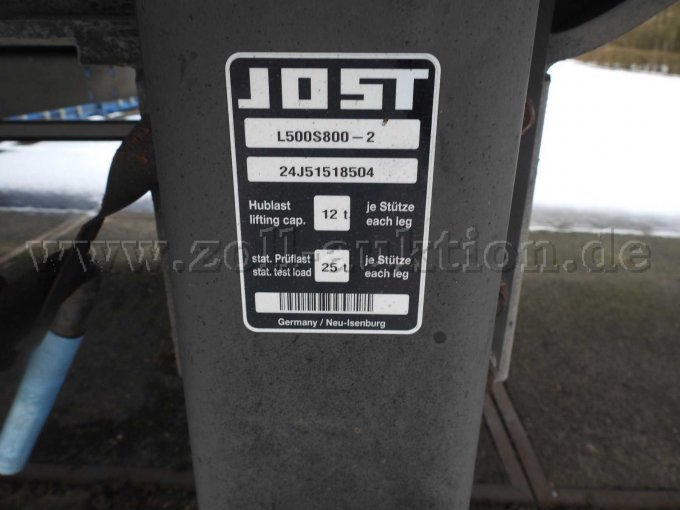 JOST
L500S800-2
24J51518504
Hublast lifting cap. 12 t. je Stütze each leg
stat. Prüflast stat. test load 25 t. je Stütze each leg
Germany / Neu-Isenburg
www.zoll-auktion.de